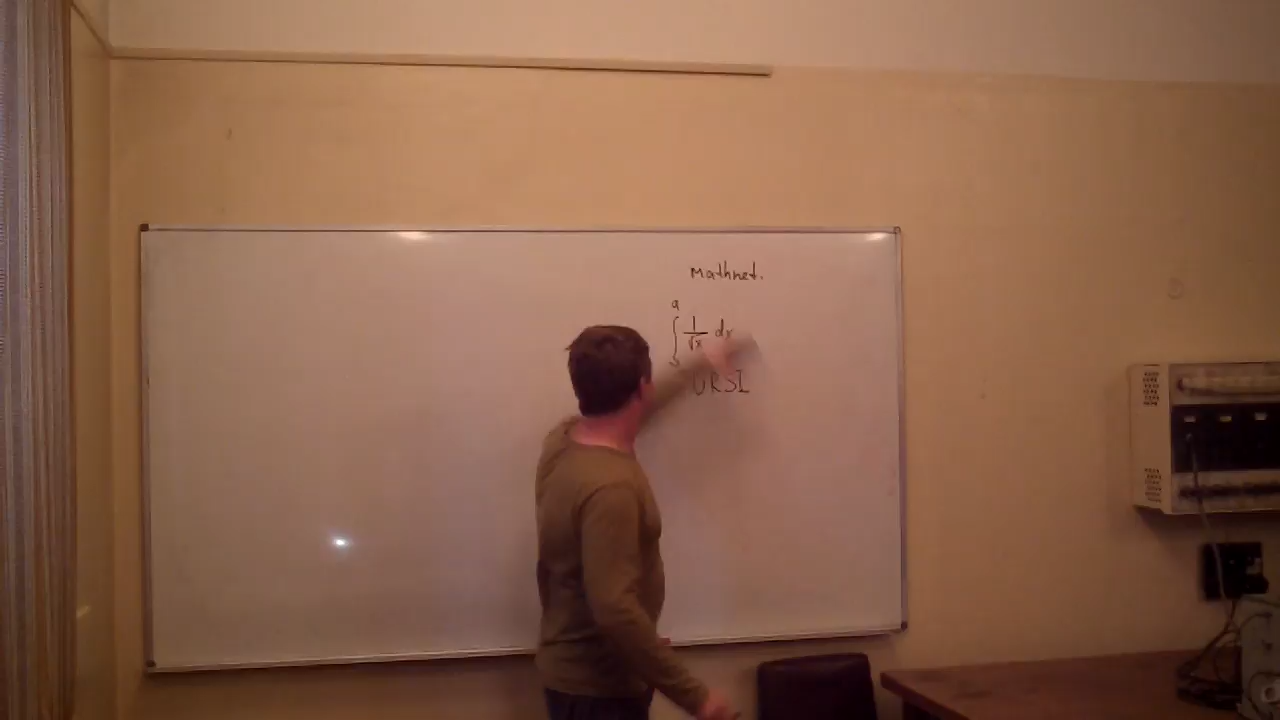 Mathnet.
a
∫ 1/√x dx
URSI